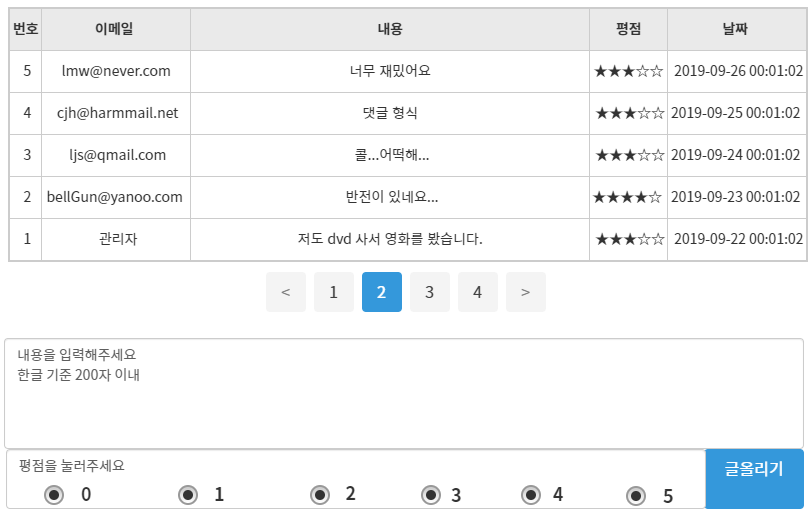 번호 이메일 내용 평점 날짜
5 lmw@never.com 너무 재밌어요 ★★★☆☆ 2019-09-26 00:01:02
4 cjh@harmmail.net 댓글 형식 ★★★☆☆ 2019-09-25 00:01:02
3 ljs@qmail.com 콜...어떡해... ★★★☆☆ 2019-09-24 00:01:02
2 bellGun@yanoo.com 반전이 있네요... ★★★★☆ 2019-09-23 00:01:02
1 관리자 저도 dvd 사서 영화를 봤습니다. ★★★☆☆ 2019-09-22 00:01:02
< 1 2 3 4 >
내용을 입력해주세요
한글 기준 200자 이내
평점을 눌러주세요 글올리기
0 1 2 3 4 5